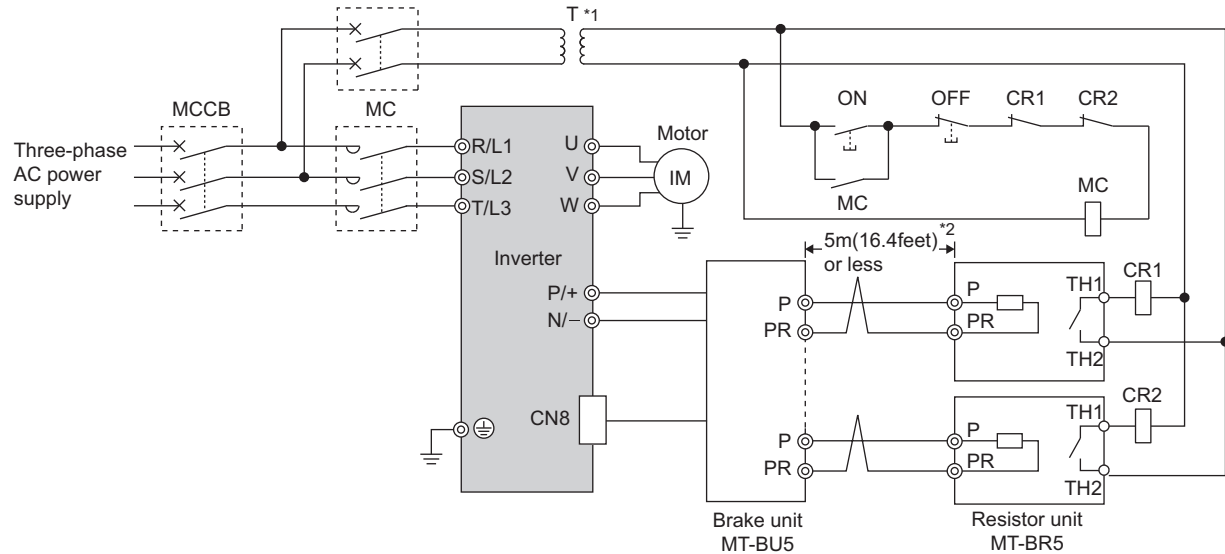 T *1
MCCB
MC
Three-phase
AC power
supply
R/L1
S/L2
T/L3
U
V
W
Motor
IM
Inverter
P/+
N/−
CN8
ON
OFF
CR1
CR2
MC
MC
5m(16.4feet) *2
or less
P
PR
P
PR
TH1
TH2
CR1
P
PR
P
PR
TH1
TH2
CR2
Brake unit
MT-BU5
Resistor unit
MT-BR5